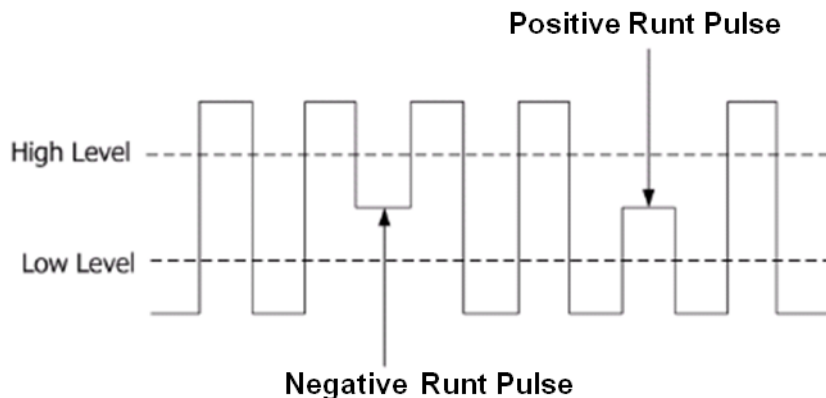 Positive Runt Pulse
High Level
Low Level
Negative Runt Pulse